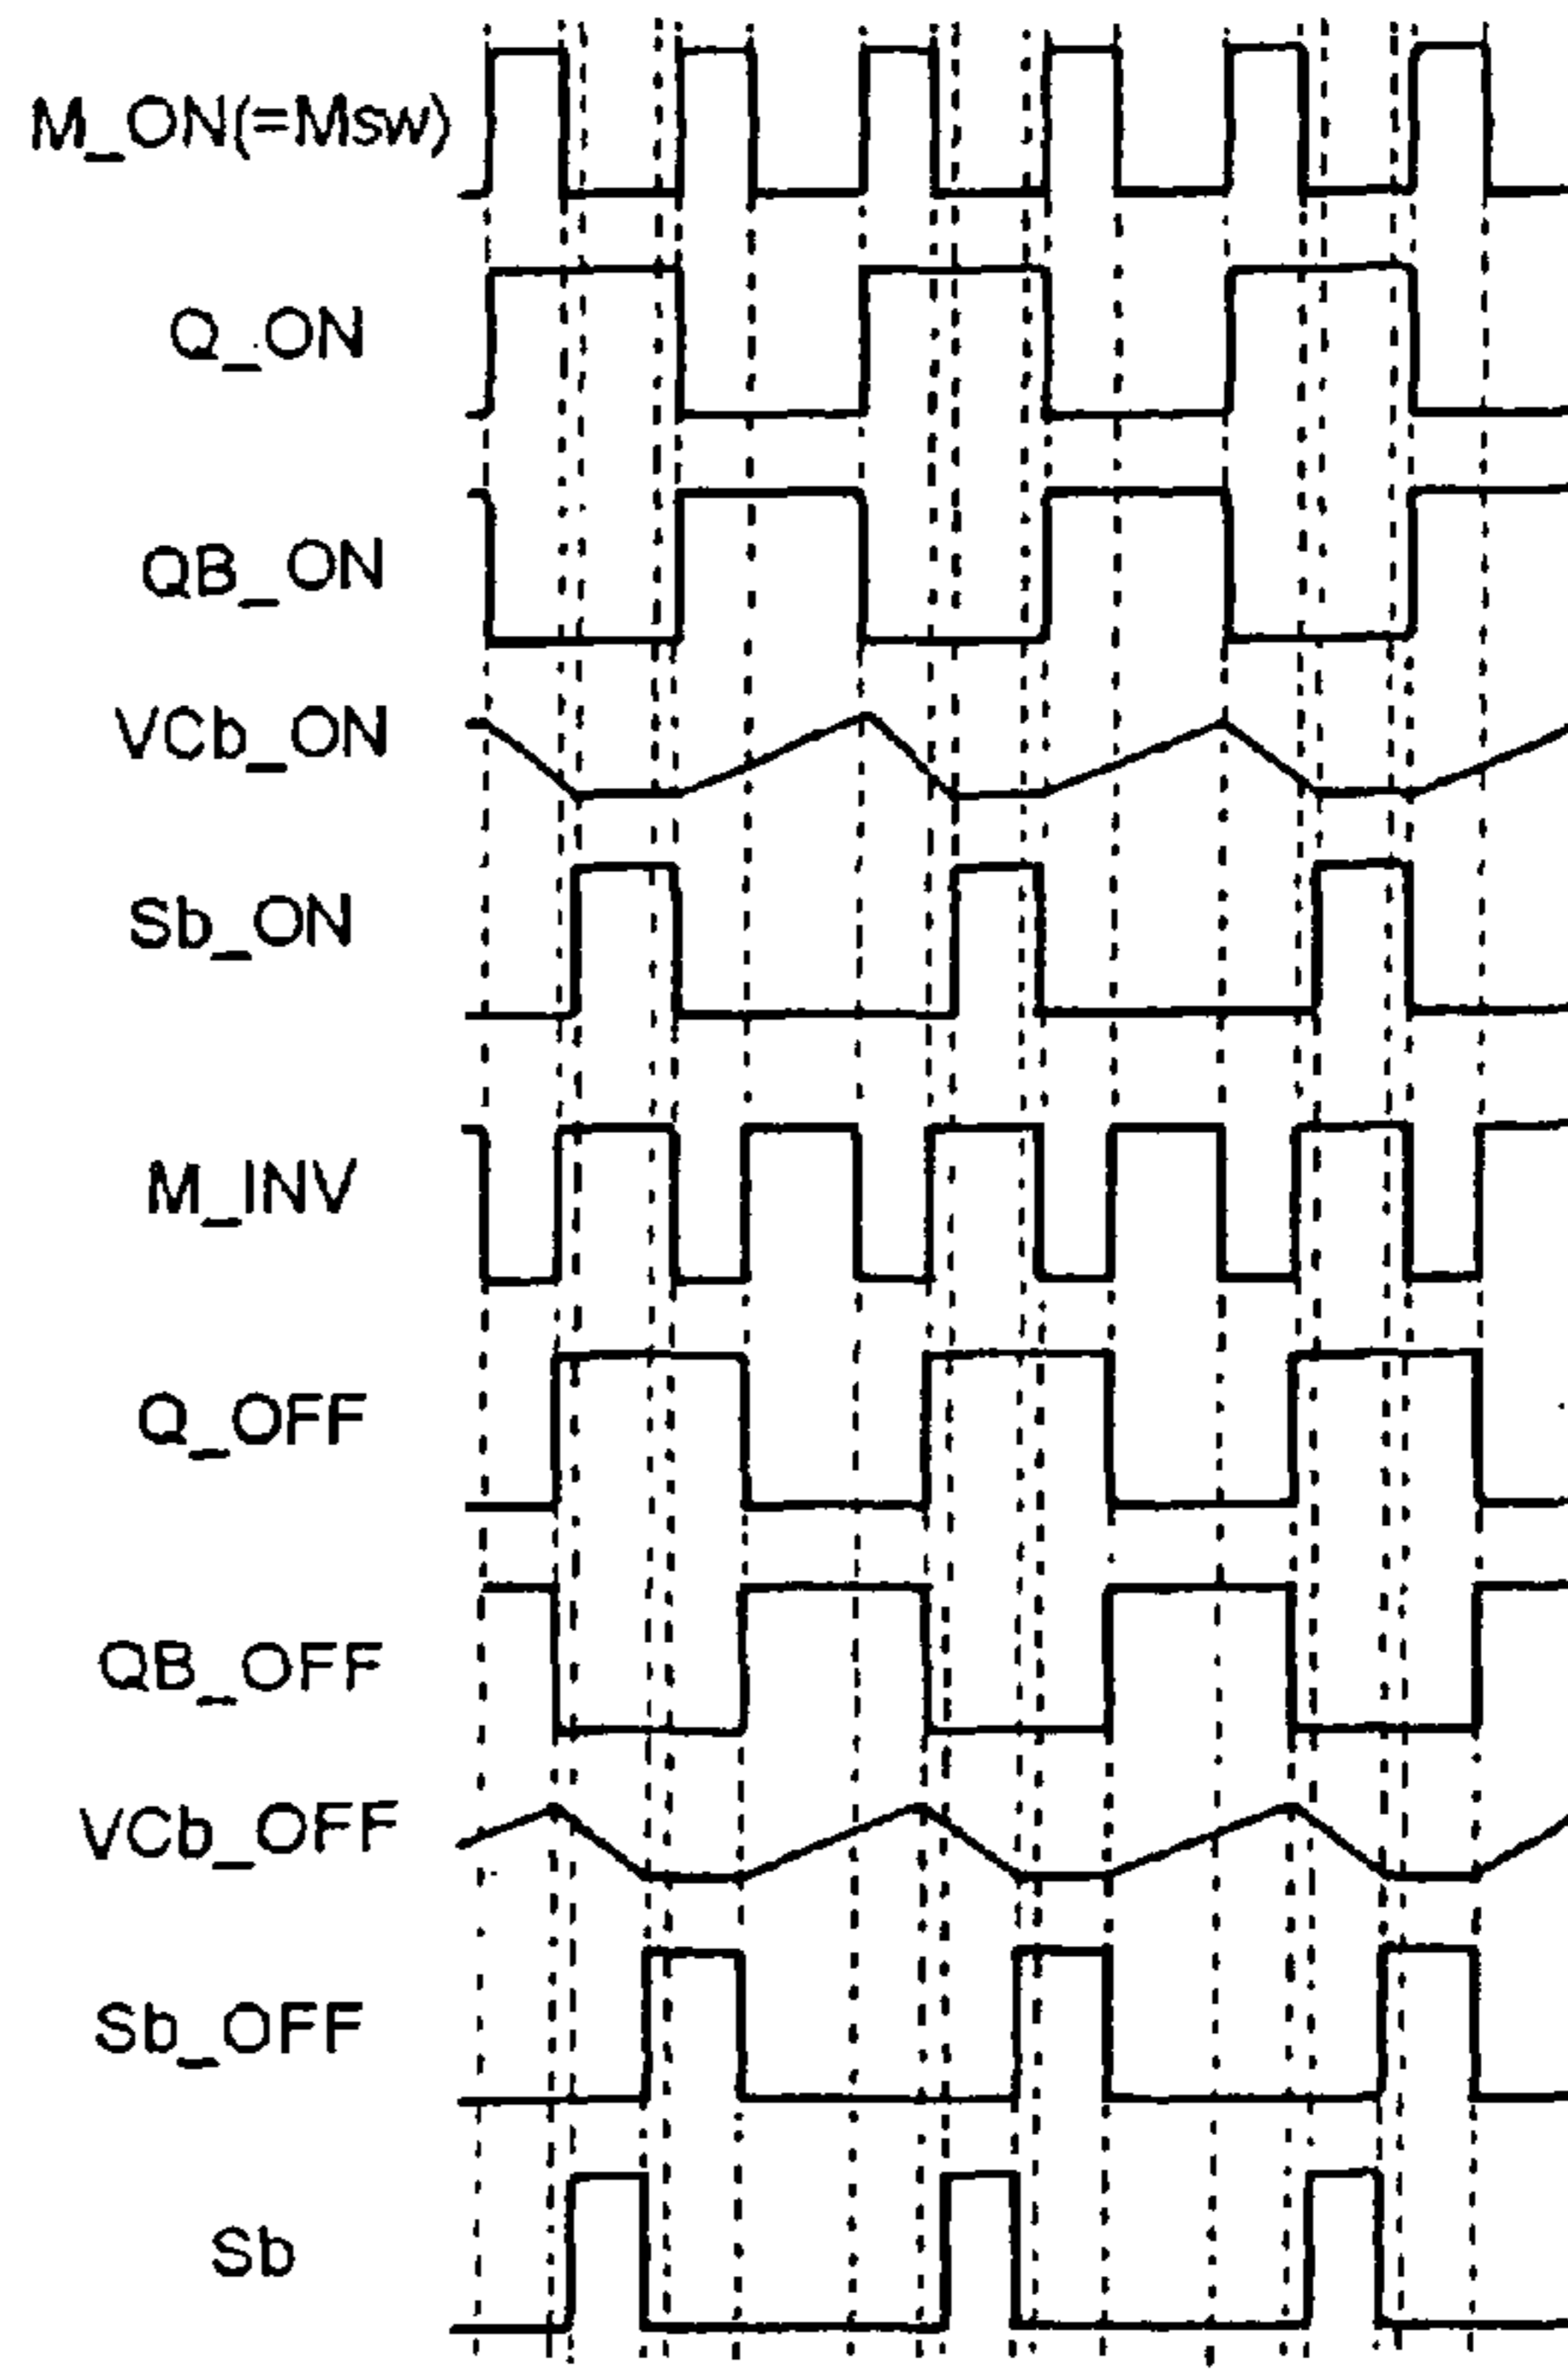 M_ON(=Msw)
Q_ON
QB_ON
VCb_ON
Sb_ON
M_INV
Q_OFF
QB_OFF
VCb_OFF
Sb_OFF
Sb